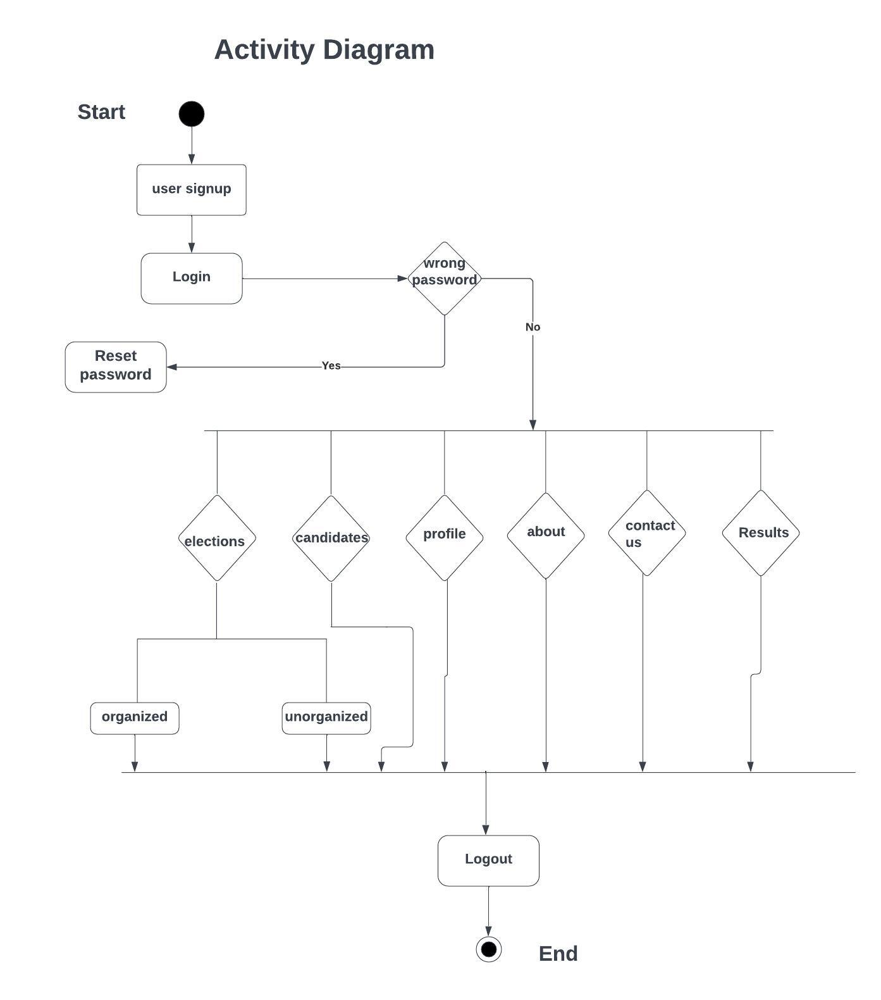 Activity Diagram
Start
user signup
Login
wrong
password
No
Reset
password
Yes
elections
candidates
profile
about
contact
us
Results
organized
unorganized
Logout
End